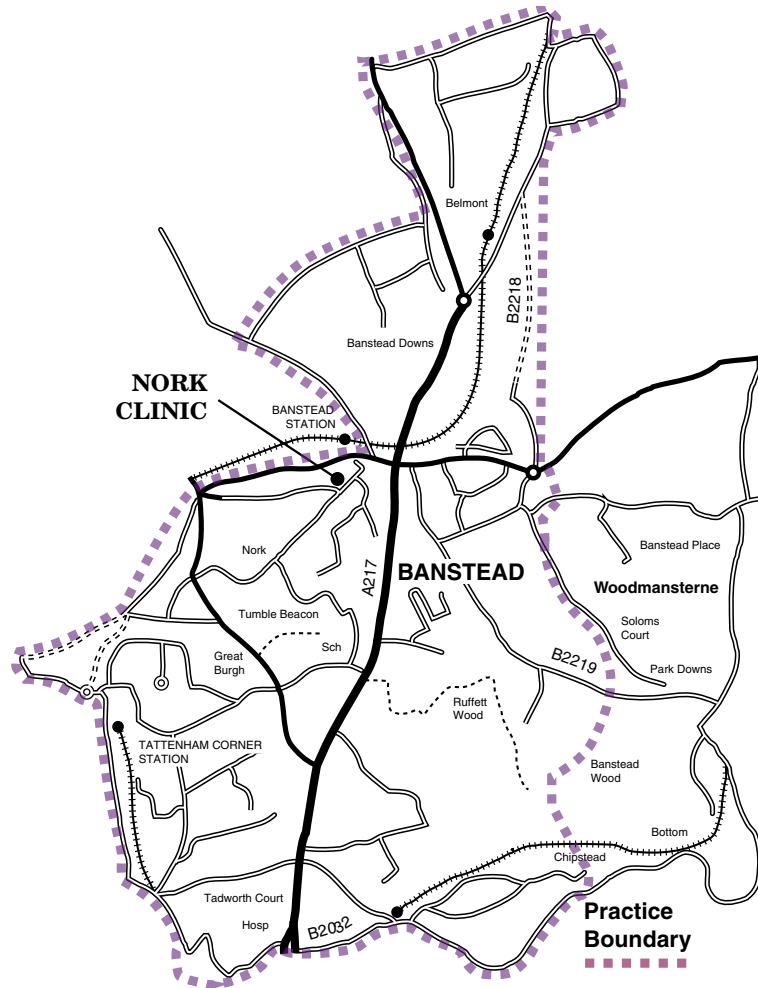 Belmont
B2218
Banstead Downs
NORK
CLINIC
BANSTEAD
STATION
Nork
A217
BANSTEAD
Banstead Place
Woodmansterne
Tumble Beacon
Soloms
Court
Sch
Great
Burgh
B2219
Park Downs
Ruffett
Wood
TATTENHAM CORNER
STATION
Banstead
Wood
Bottom
Chipstead
Tadworth Court
Hosp
B2032
Practice
Boundary